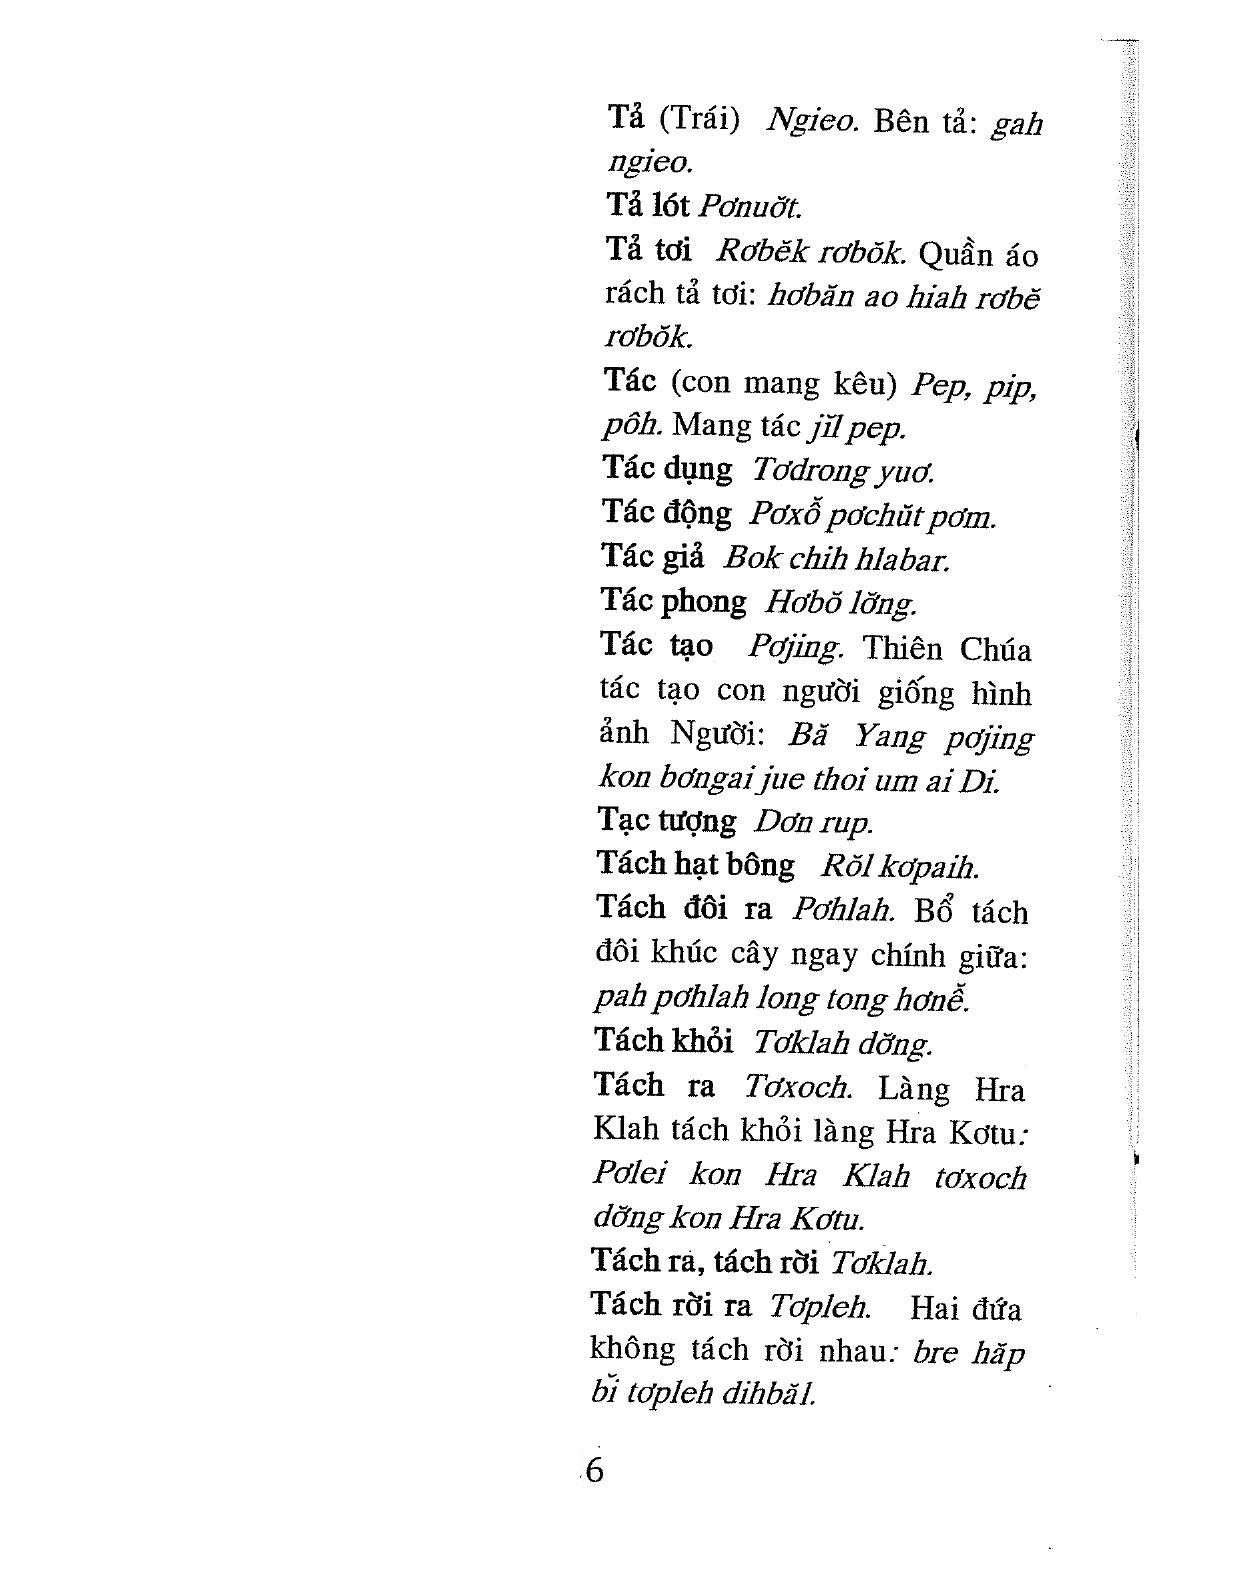 Tả (Trái) Ngieo. Bên tả: gah
ngieo.
Tả lót Pơnuơ̆t.
Tả tơi Rơbĕk rơbŏk. Quần áo
rách tả tơi: hơbăn ao hiah rơbĕ
rơbŏk.
Tác (con mang kêu) Pep, pip,
pôh. Mang tác jĭl pep.
Tác dụng Tơdrong yuơ.
Tác động Pơxô̆ pơchŭt pơm.
Tác giả Bok chih hlabar.
Tác phong Hơbŏ lơ̆ng.
Tác tạo Pơjing. Thiên Chúa
tác tạo con người giống hình
ảnh Người: Bă Yang pơjing
kon bơngai jue thoi um ai Di.
Tạc tượng Dơn rup.
Tách hạt bông Rŏl kơpaih.
Tách đôi ra Pơhlah. Bổ tách
đôi khúc cây ngay chính giữa:
pah pơhlah long tong hơnê̆.
Tách khỏi Tơklah dơ̆ng.
Tách ra Tơxoch. Làng Hra
Klah tách khỏi làng Hra Kơtu:
Pơlei kon Hra Klah tơxoch
dơ̆ng kon Hra Kơtu.
Tách ra, tách rời Tơklah.
Tách rời ra Tơpleh. Hai đứa
không tách rời nhau: bre hăp
bĭ tơpleh dihbăl.
6